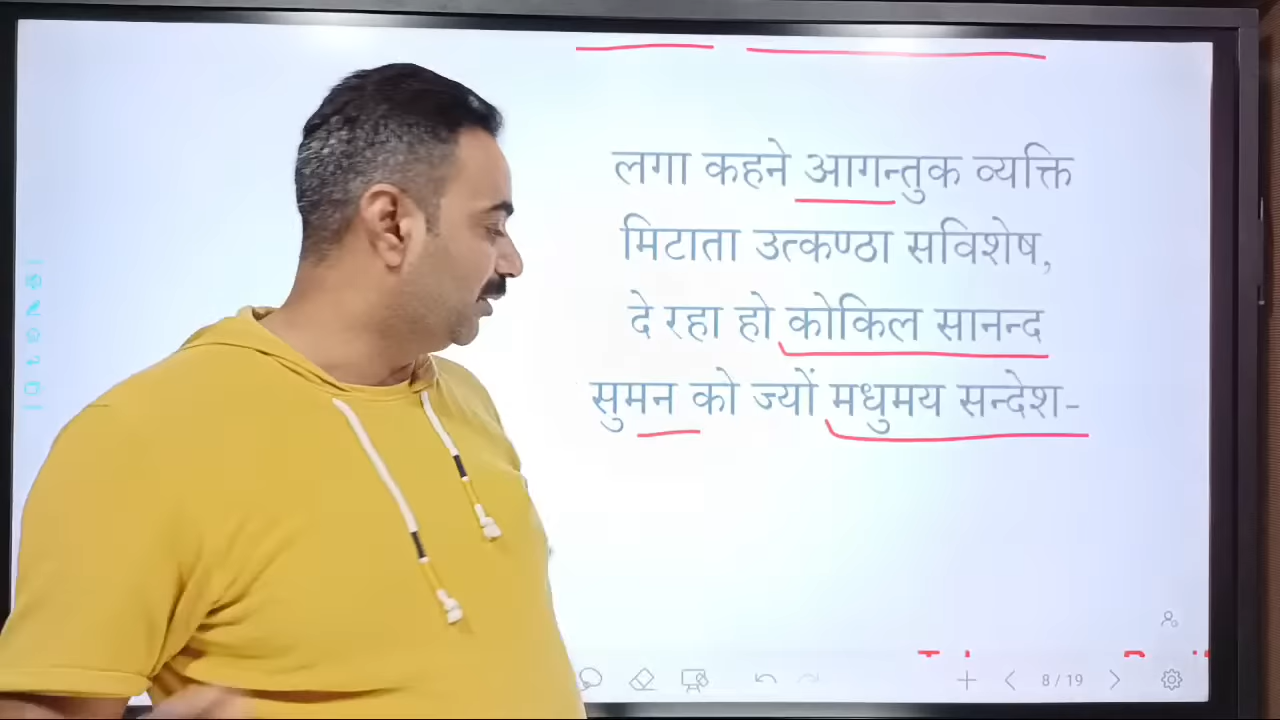 लगा कहने आगन्तुक व्यक्ति
मिटाता उत्कण्ठा सविशेष,
दे रहा हो कोकिल सानन्द
सुमन को ज्यों मधुमय सन्देश-
8 / 19